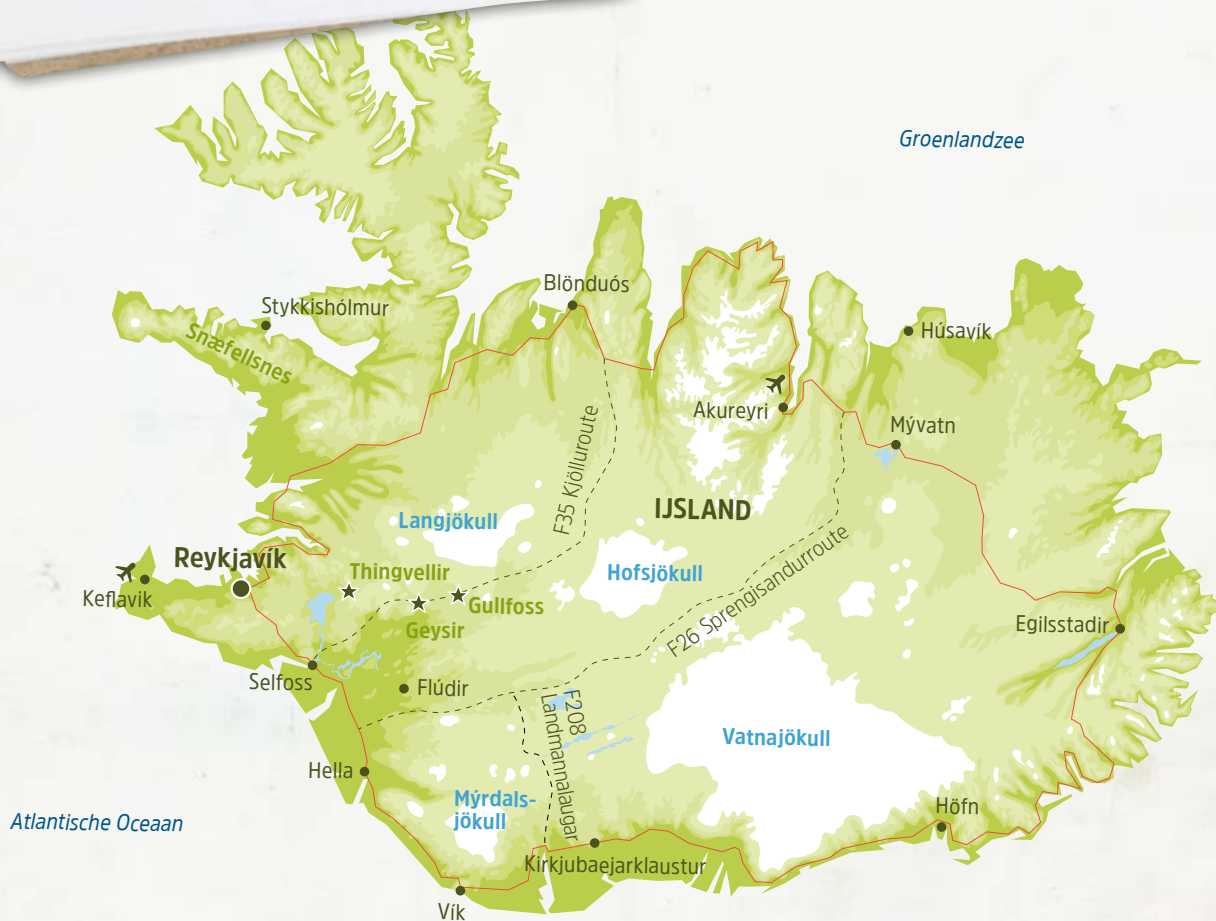 Groenlandzee
Blönduós
Stykkishólmur
Snæfellsnes
Húsavík
Akureyri
Mývatn
F35 Kjölluroute
IJSLAND
Langjökull
Reykjavík
Thingvellir
Hofsjökull
Keflavik
Gullfoss
Geysir
F26 Sprengisandurroute
Egilsstadir
Selfoss
Flúdir
F208
Landmannalaugar
Vatnajökull
Hella
Mýrdals-
jökull
Höfn
Atlantische Oceaan
Kirkjubaejarklaustur
Vík